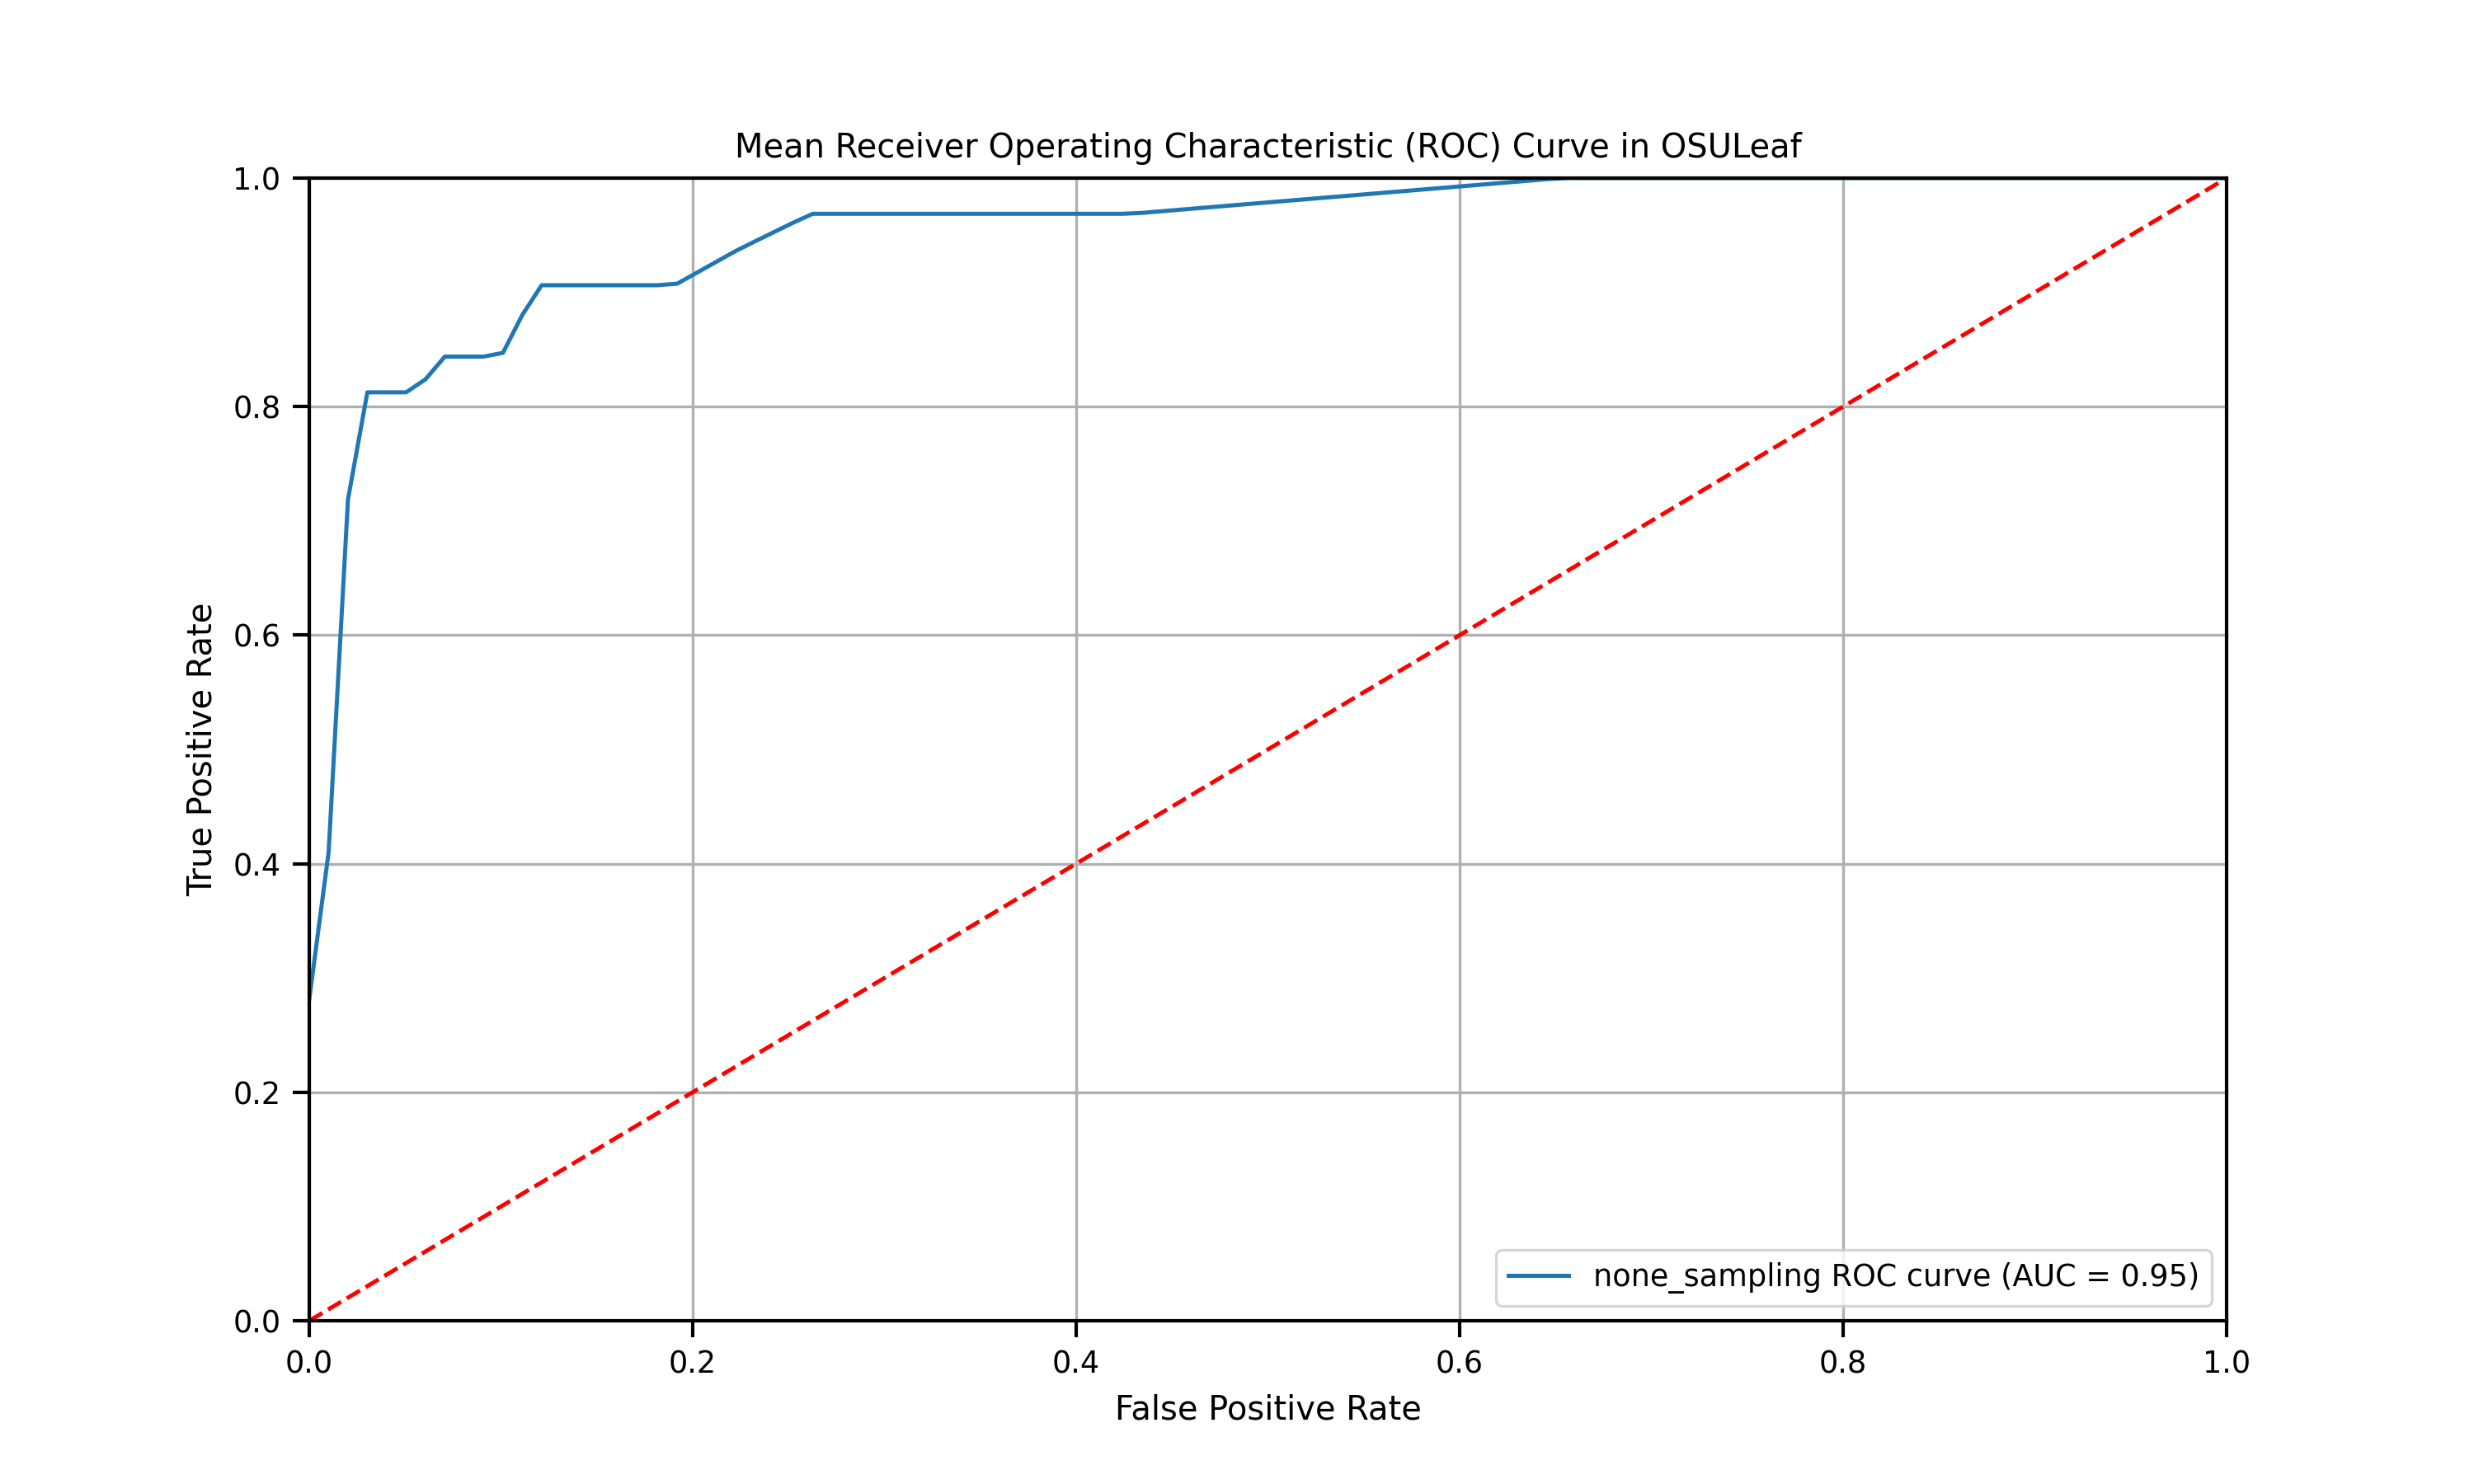 Mean Receiver Operating Characteristic (ROC) Curve in OSULeaf
1.0
0.8
0.6
0.4
0.2
0.0
True Positive Rate
none_sampling ROC curve (AUC = 0.95)
0.0 0.2 0.4 0.6 0.8 1.0
False Positive Rate